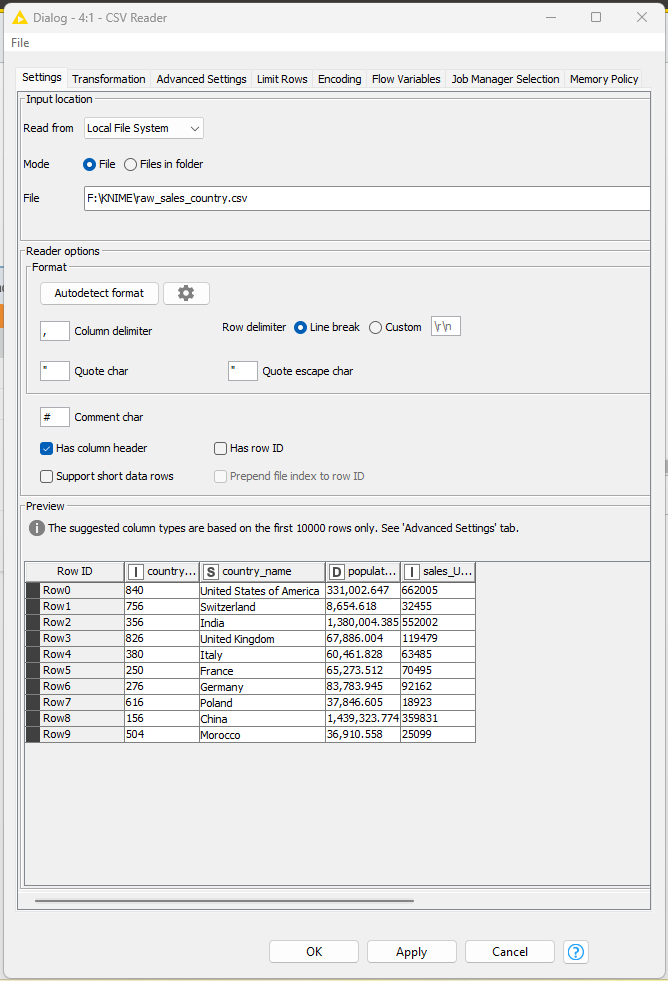 Dialog - 4:1 - CSV Reader
File
Settings Transformation Advanced Settings Limit Rows Encoding Flow Variables Job Manager Selection Memory Policy
Input location
Read from Local File System
Mode File Files in folder
File F:\KNIME\raw_sales_country.csv
Reader options
Format
Autodetect format
, Column delimiter Row delimiter Line break Custom \r\n
" Quote char " Quote escape char
# Comment char
Has column header Has row ID
Support short data rows Prepend file index to row ID
Preview
i The suggested column types are based on the first 10000 rows only. See 'Advanced Settings' tab.
Row ID I country... S country_name D populat... I sales_U...
Row0 840 United States of America 331,002.647 662005
Row1 756 Switzerland 8,654.618 32455
Row2 356 India 1,380,004.385 552002
Row3 826 United Kingdom 67,886.004 119479
Row4 380 Italy 60,461.828 63485
Row5 250 France 65,273.512 70495
Row6 276 Germany 83,783.945 92162
Row7 616 Poland 37,846.605 18923
Row8 156 China 1,439,323.774 359831
Row9 504 Morocco 36,910.558 25099
OK Apply Cancel ?